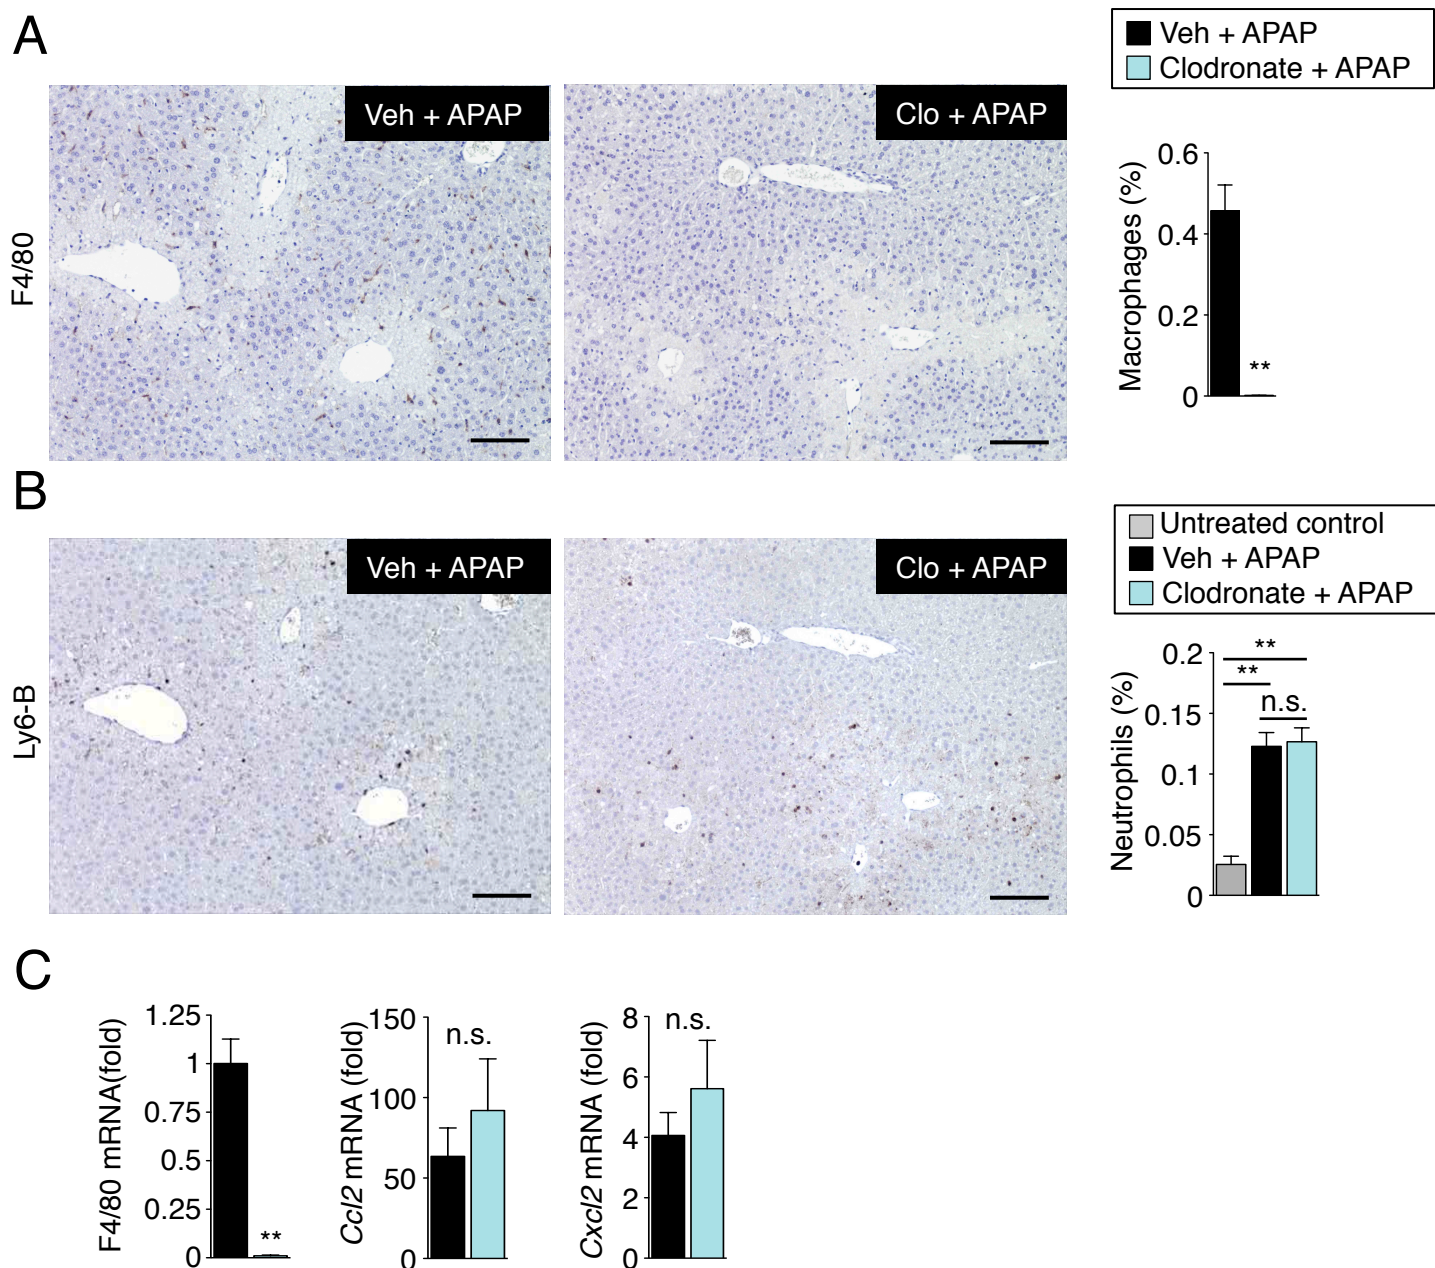 A
Veh + APAP
Clo + APAP
F4/80
Veh + APAP
Clodronate + APAP
Macrophages (%)
0.6
0.4
0.2
0
**
B
Veh + APAP
Clo + APAP
Ly6-B
Untreated control
Veh + APAP
Clodronate + APAP
Neutrophils (%)
0.2
0.15
0.1
0.05
0
**
**
n.s.
C
F4/80 mRNA(fold)
1.25
1
0.75
0.5
0.25
0
**
Ccl2 mRNA (fold)
150
100
50
0
n.s.
Cxcl2 mRNA (fold)
8
6
4
2
0
n.s.